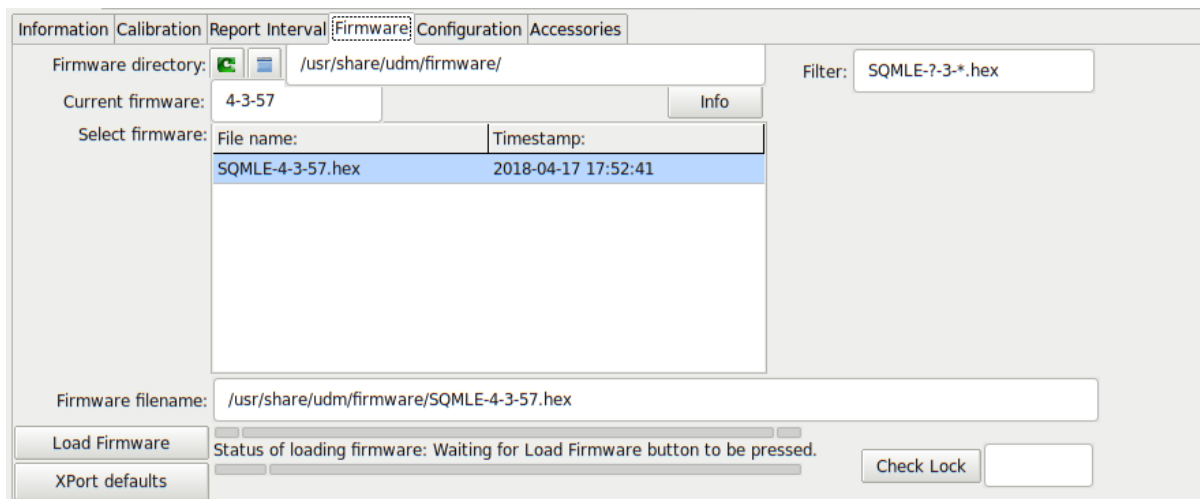 Information Calibration Report Interval Firmware Configuration Accessories
Firmware directory: /usr/share/udm/firmware/ Filter: SQMLE-?-3-*.hex
Current firmware: 4-3-57 Info
Select firmware: File name: Timestamp:
SQMLE-4-3-57.hex 2018-04-17 17:52:41
Firmware filename: /usr/share/udm/firmware/SQMLE-4-3-57.hex
Load Firmware Status of loading firmware: Waiting for Load Firmware button to be pressed.
XPort defaults Check Lock